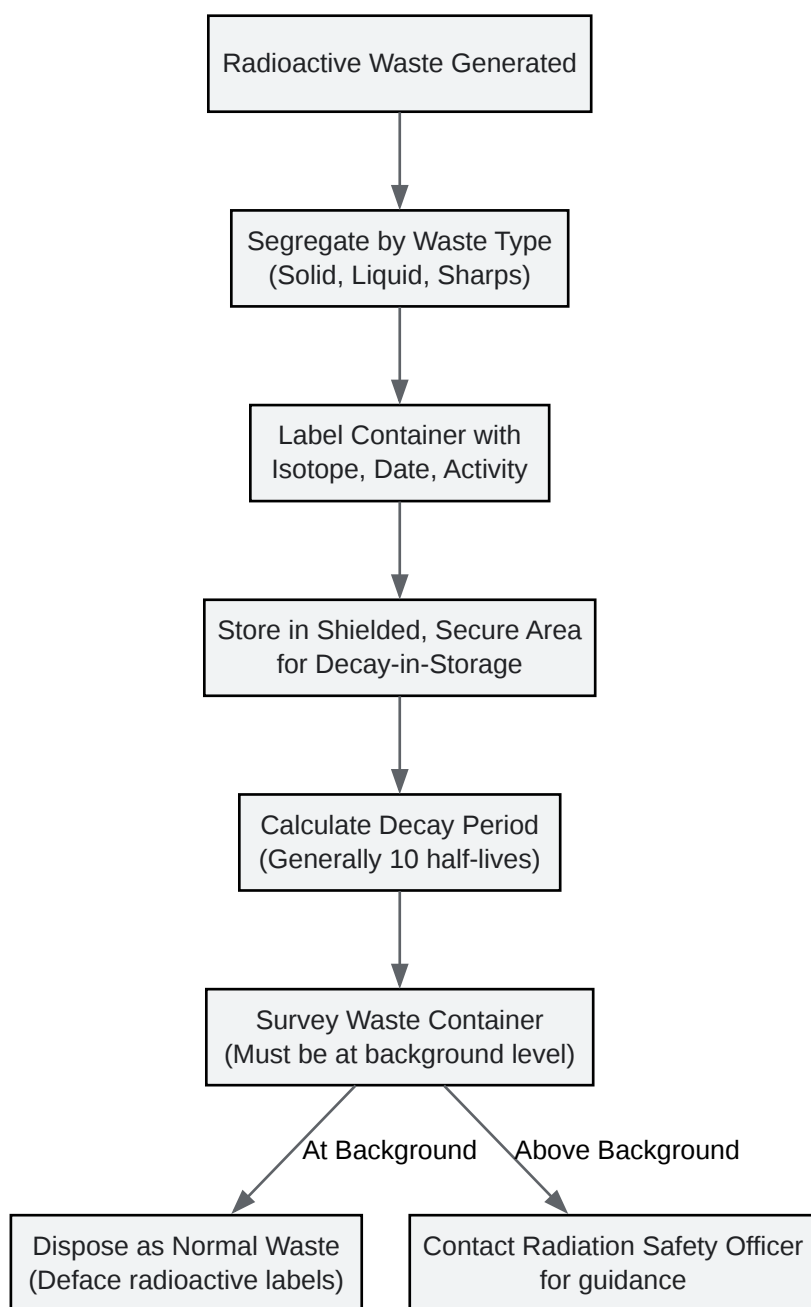 Radioactive Waste Generated
Segregate by Waste Type
(Solid, Liquid, Sharps)
Label Container with
Isotope, Date, Activity
Store in Shielded, Secure Area
for Decay-in-Storage
Calculate Decay Period
(Generally 10 half-lives)
Survey Waste Container
(Must be at background level)
At Background
Above Background
Dispose as Normal Waste
(Deface radioactive labels)
Contact Radiation Safety Officer
for guidance